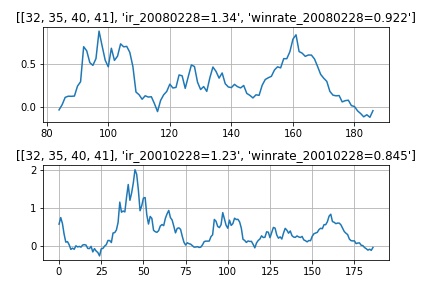 [[32, 35, 40, 41], 'ir_20080228=1.34', 'winrate_20080228=0.922']
0.5
0.0
80 100 120 140 160 180
[[32, 35, 40, 41], 'ir_20010228=1.23', 'winrate_20010228=0.845']
2
1
0
0 25 50 75 100 125 150 175